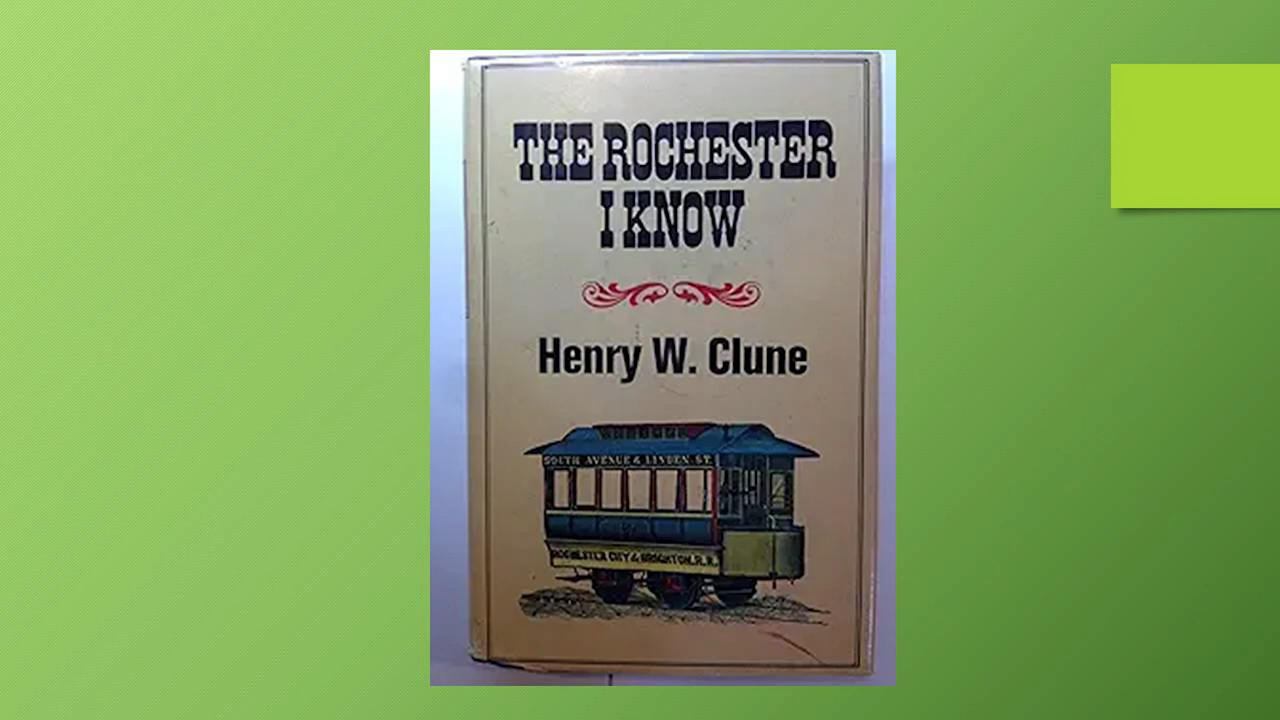 THE ROCHESTER
I KNOW
Henry W. Clune
SOUTH AVENUE & LINDEN ST.
ROCHESTER CITY & BRIGHTON. R. R.